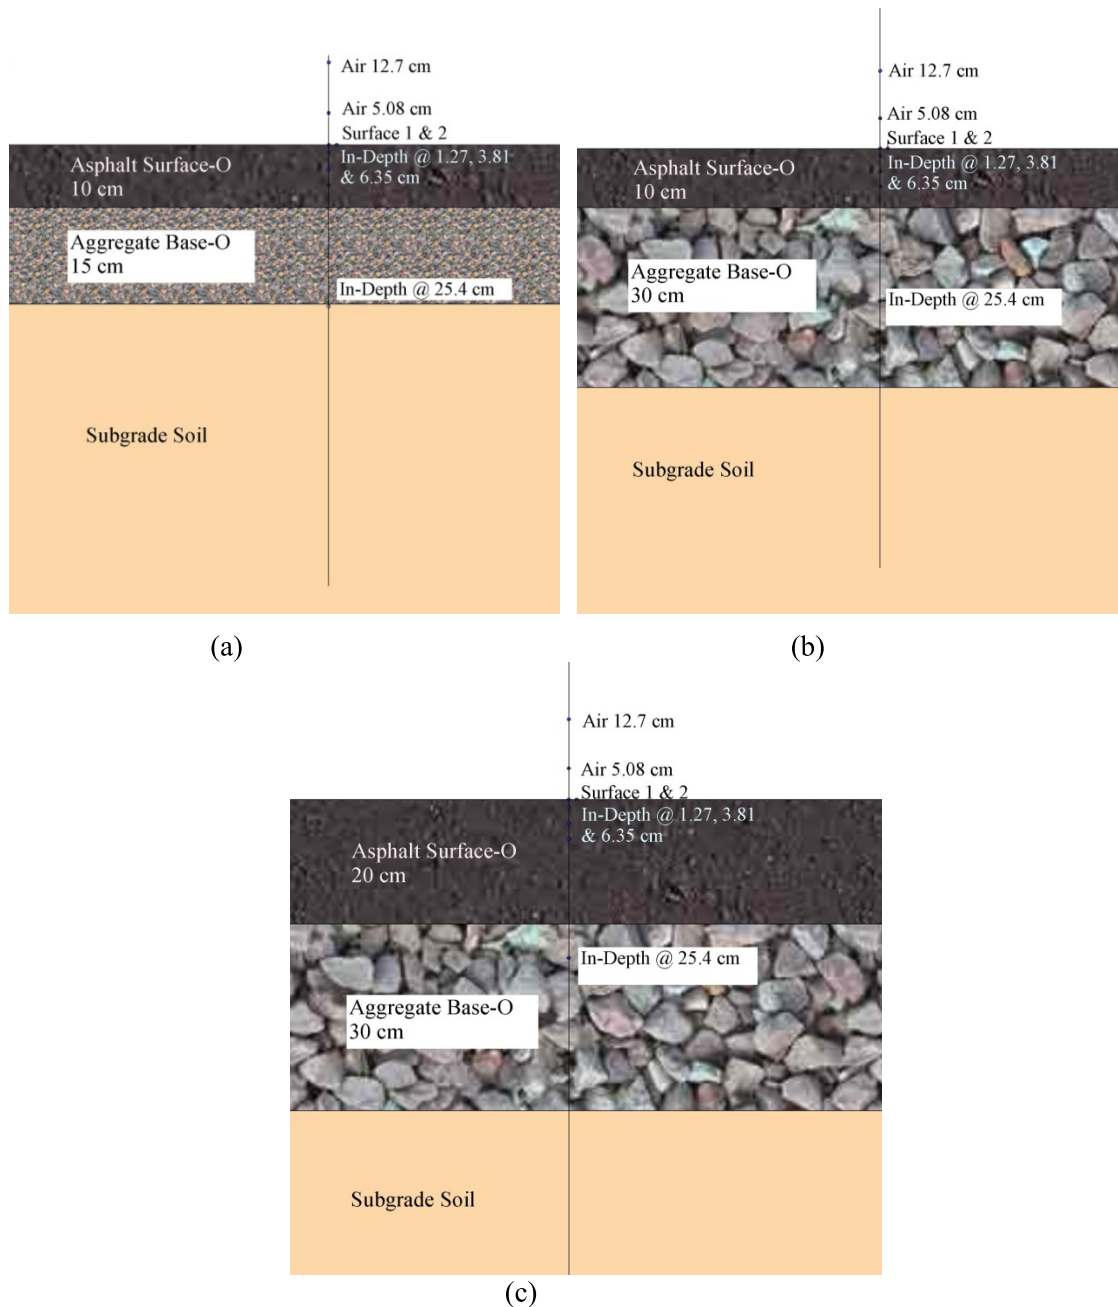 Air 12.7 cm
Air 5.08 cm
Surface 1 & 2
In-Depth @ 1.27, 3.81
& 6.35 cm
Asphalt Surface-O
10 cm
Aggregate Base-O
15 cm
In-Depth @ 25.4 cm
Subgrade Soil
(a)
Air 12.7 cm
Air 5.08 cm
Surface 1 & 2
In-Depth @ 1.27, 3.81
& 6.35 cm
Asphalt Surface-O
10 cm
Aggregate Base-O
30 cm
In-Depth @ 25.4 cm
Subgrade Soil
(b)
Air 12.7 cm
Air 5.08 cm
Surface 1 & 2
In-Depth @ 1.27, 3.81
& 6.35 cm
Asphalt Surface-O
20 cm
In-Depth @ 25.4 cm
Aggregate Base-O
30 cm
Subgrade Soil
(c)